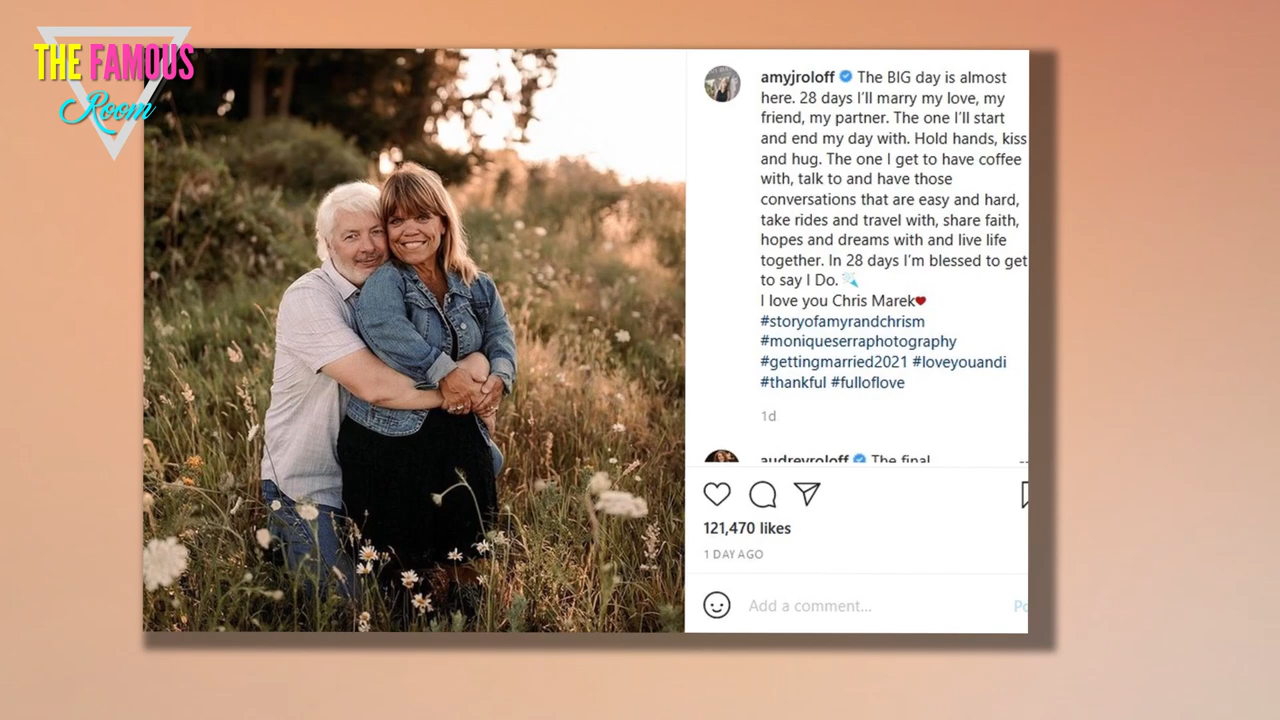 THE FAMOUS
Room
amyjroloff The BIG day is almost
here. 28 days I'll marry my love, my
friend, my partner. The one I'll start
and end my day with. Hold hands, kiss
and hug. The one I get to have coffee
with, talk to and have those
conversations that are easy and hard,
take rides and travel with, share faith,
hopes and dreams with and live life
together. In 28 days I'm blessed to get
to say I Do.
I love you Chris Marek❤
#storyofamyrandchrism
#moniqueserraphotography
#gettingmarried2021 #loveyouandi
#thankful #fulloflove
1d
audreyroloff The final
121,470 likes
1 DAY AGO
Add a comment...